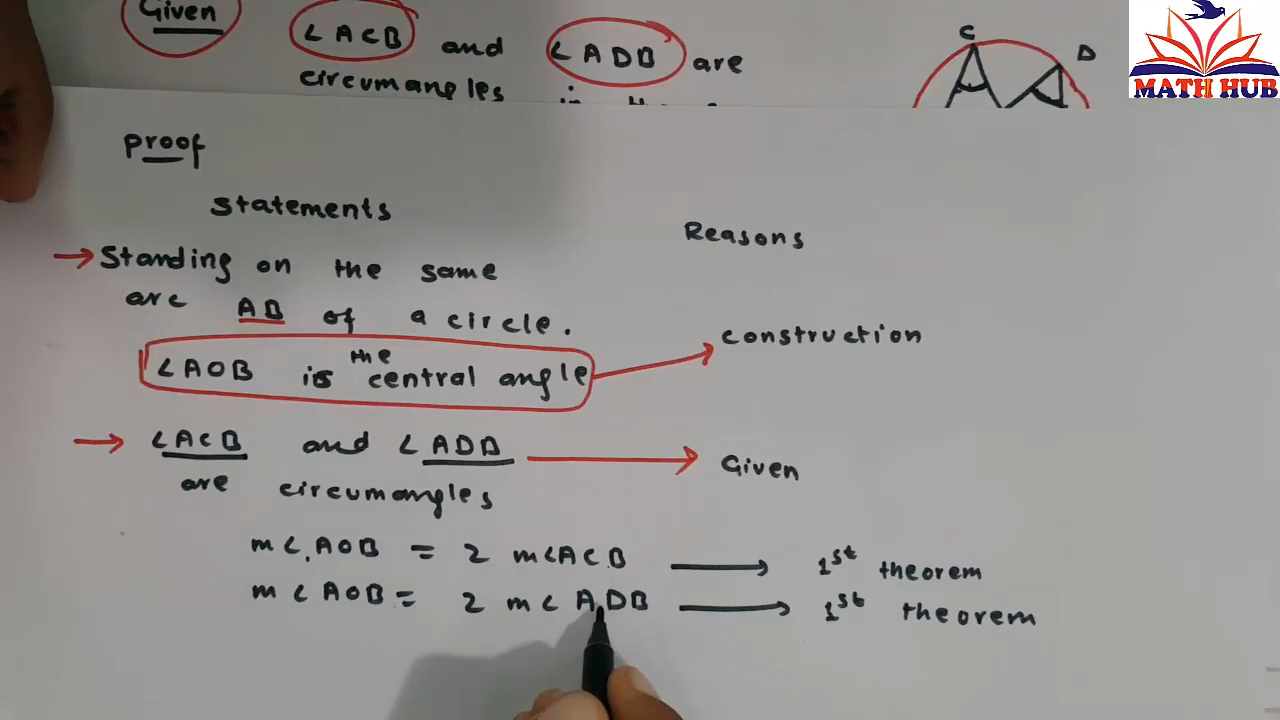 Given ∠ACB and ∠ADB are
circumangles
C
D
MATH HUB
Proof
Statements
Reasons
→ Standing on the same
arc AB of a circle.
∠AOB is the central angle → construction
→ ∠ACB and ∠ADB → Given
are circumangles
m∠AOB = 2 m∠ACB → 1st theorem
m∠AOB = 2 m∠ADB → 1st theorem